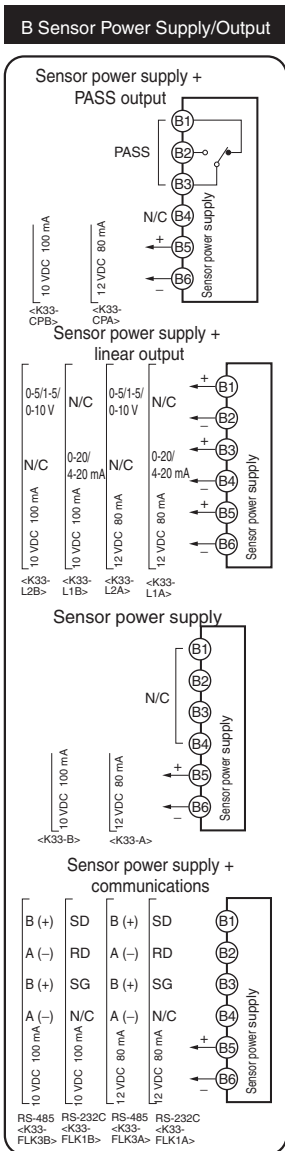 B Sensor Power Supply/Output
Sensor power supply +
PASS output
B1
PASS
B2
B3
N/C B4
+
B5
B6
−
Sensor power supply
10 VDC 100 mA
12 VDC 80 mA
<K33-
CPB>
<K33-
CPA>
Sensor power supply +
linear output
0-5/1-5/
0-10 V
N/C
0-5/1-5/
0-10 V
N/C
N/C
0-20/
4-20 mA
N/C
0-20/
4-20 mA
10 VDC 100 mA
10 VDC 100 mA
12 VDC 80 mA
12 VDC 80 mA
+
B1
B2
−
+
B3
B4
−
+
B5
B6
−
Sensor power supply
<K33-
L2B>
<K33-
L1B>
<K33-
L2A>
<K33-
L1A>
Sensor power supply
B1
B2
N/C
B3
B4
+
B5
B6
−
Sensor power supply
10 VDC 100 mA
12 VDC 80 mA
<K33-B>
<K33-A>
Sensor power supply +
communications
B (+) SD B (+) SD B1
A (−) RD A (−) RD B2
B (+) SG B (+) SG B3
A (−) N/C A (−) N/C B4
+
B5
B6
−
Sensor power supply
10 VDC 100 mA
10 VDC 100 mA
12 VDC 80 mA
12 VDC 80 mA
RS-485
<K33-
FLK3B>
RS-232C
<K33-
FLK1B>
RS-485
<K33-
FLK3A>
RS-232C
<K33-
FLK1A>